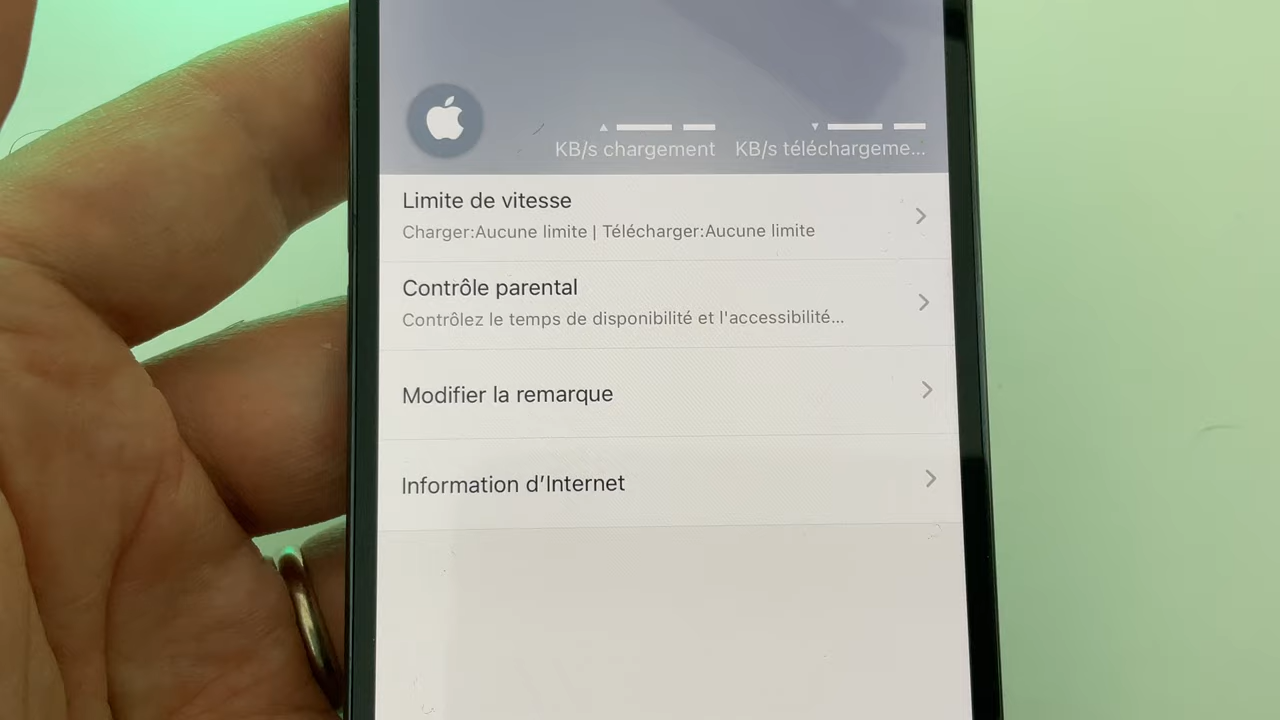 KB/s chargement KB/s téléchargeme...
Limite de vitesse
Charger:Aucune limite | Télécharger:Aucune limite
Contrôle parental
Contrôlez le temps de disponibilité et l'accessibilité...
Modifier la remarque
Information d’Internet